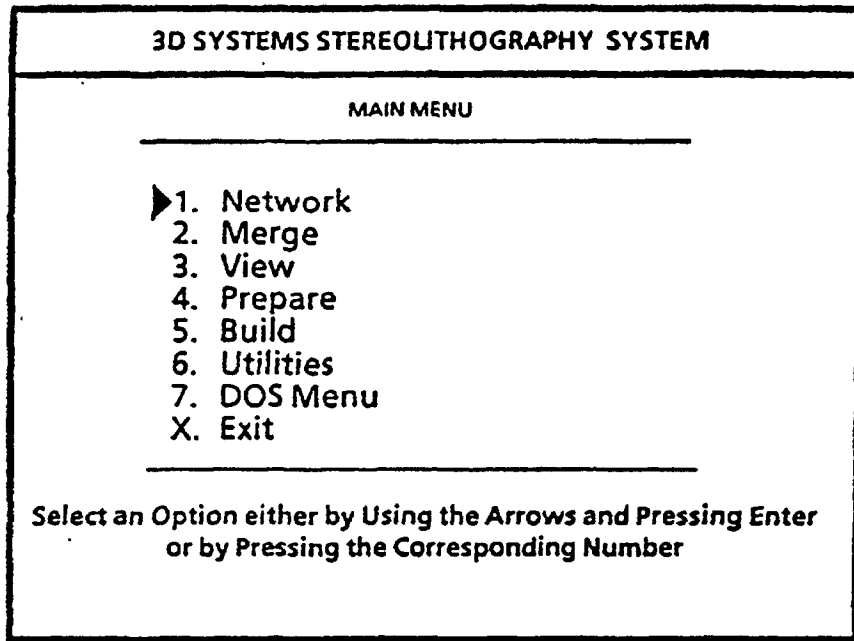 3D SYSTEMS STEREOLITHOGRAPHY SYSTEM
MAIN MENU
1. Network
2. Merge
3. View
4. Prepare
5. Build
6. Utilities
7. DOS Menu
X. Exit
Select an Option either by Using the Arrows and Pressing Enter
or by Pressing the Corresponding Number